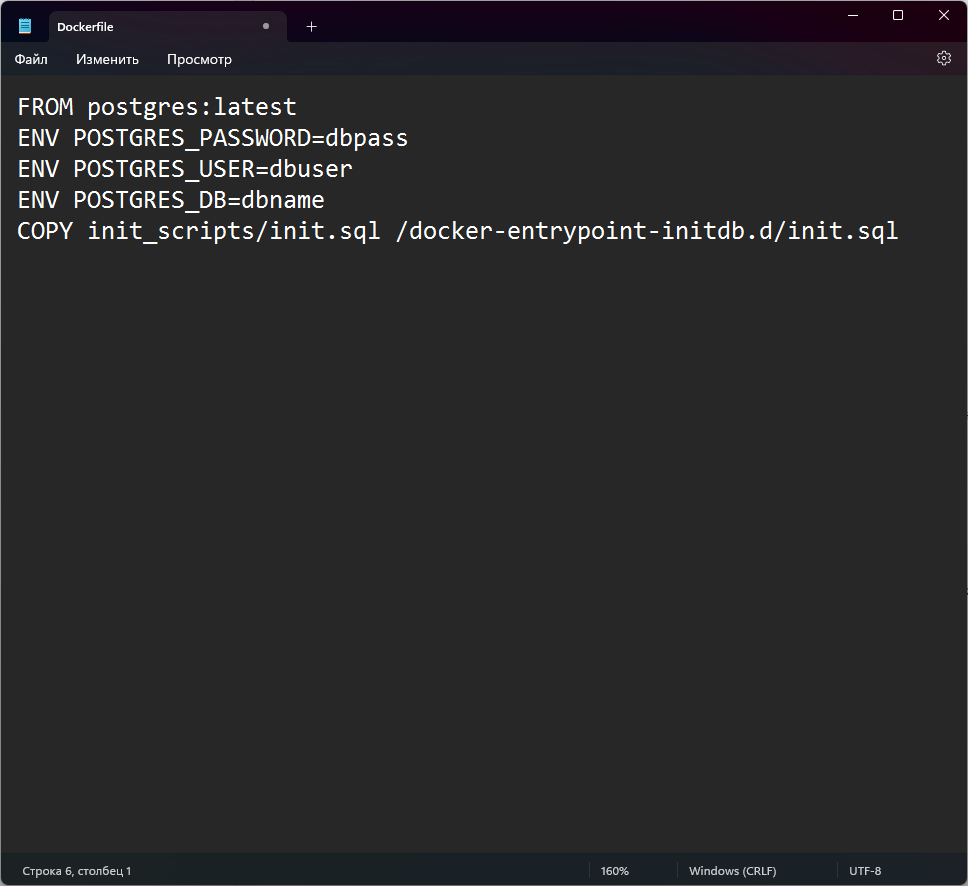 Dockerfile
Файл Изменить Просмотр
FROM postgres:latest
ENV POSTGRES_PASSWORD=dbpass
ENV POSTGRES_USER=dbuser
ENV POSTGRES_DB=dbname
COPY init_scripts/init.sql /docker-entrypoint-initdb.d/init.sql
Строка 6, столбец 1 160% Windows (CRLF) UTF-8